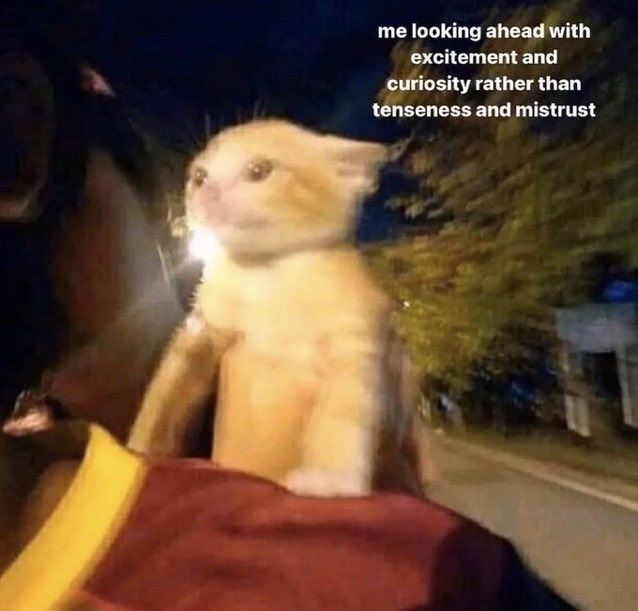 me looking ahead with
excitement and
curiosity rather than
tenseness and mistrust